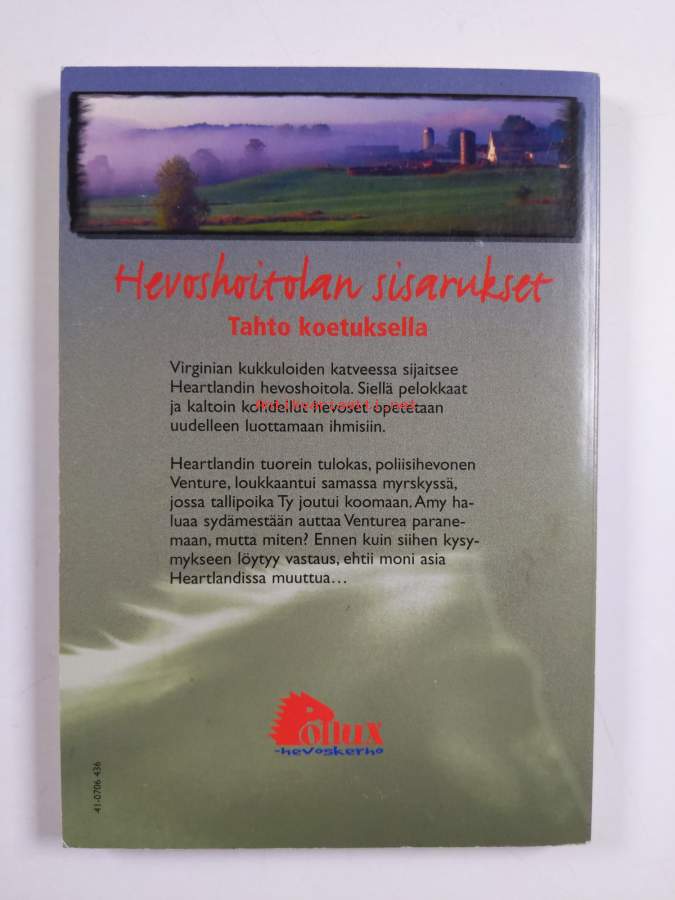 Hevoshoitolan sisarukset
Tahto koetuksella
Virginian kukkuloiden katveessa sijaitsee
Heartlandin hevoshoitola. Siellä pelokkaat
ja kaltoin kohdellut hevoset opetetaan
Antikvariaatti.net
uudelleen luottamaan ihmisiin.
Heartlandin tuorein tulokas, poliisihevonen
Venture, loukkaantui samassa myrskyssä,
jossa tallipoika Ty joutui koomaan. Amy ha-
luaa sydämestään auttaa Venturea parane-
maan, mutta miten? Ennen kuin siihen kysy-
mykseen löytyy vastaus, ehtii moni asia
Heartlandissa muuttua...
Pollux
-hevoskerho
41-0706 436